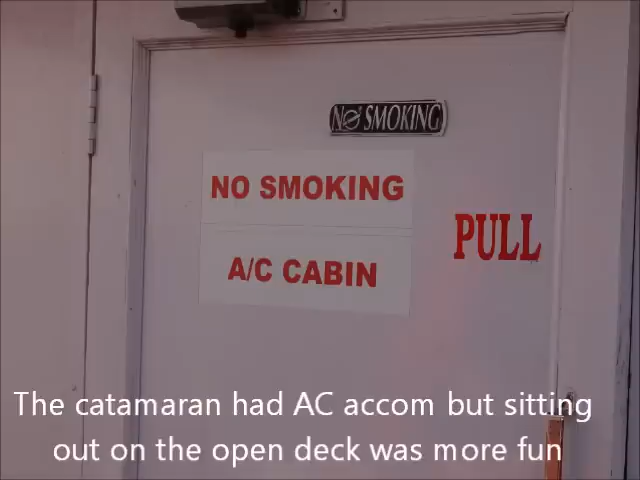 NO SMOKING
NO SMOKING
PULL
A/C CABIN
The catamaran had AC accom but sitting
out on the open deck was more fun